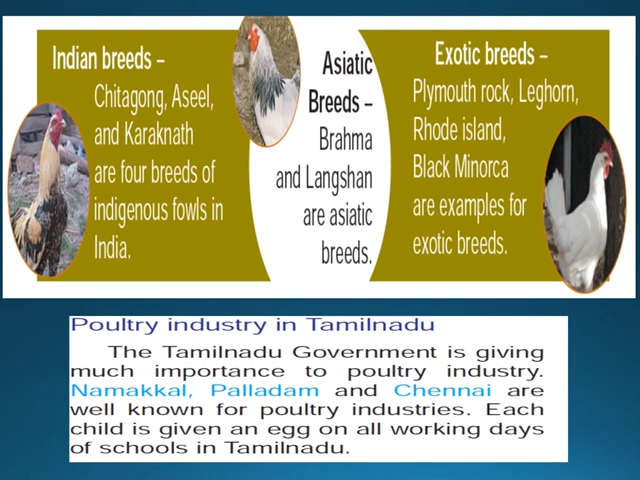 Indian breeds –
Chitagong, Aseel,
and Karaknath
are four breeds of
indigenous fowls in
India.
Asiatic
Breeds –
Brahma
and Langshan
are asiatic
breeds.
Exotic breeds –
Plymouth rock, Leghorn,
Rhode island,
Black Minorca
are examples for
exotic breeds.
Poultry industry in Tamilnadu
The Tamilnadu Government is giving
much importance to poultry industry.
Namakkal, Palladam and Chennai are
well known for poultry industries. Each
child is given an egg on all working days
of schools in Tamilnadu.